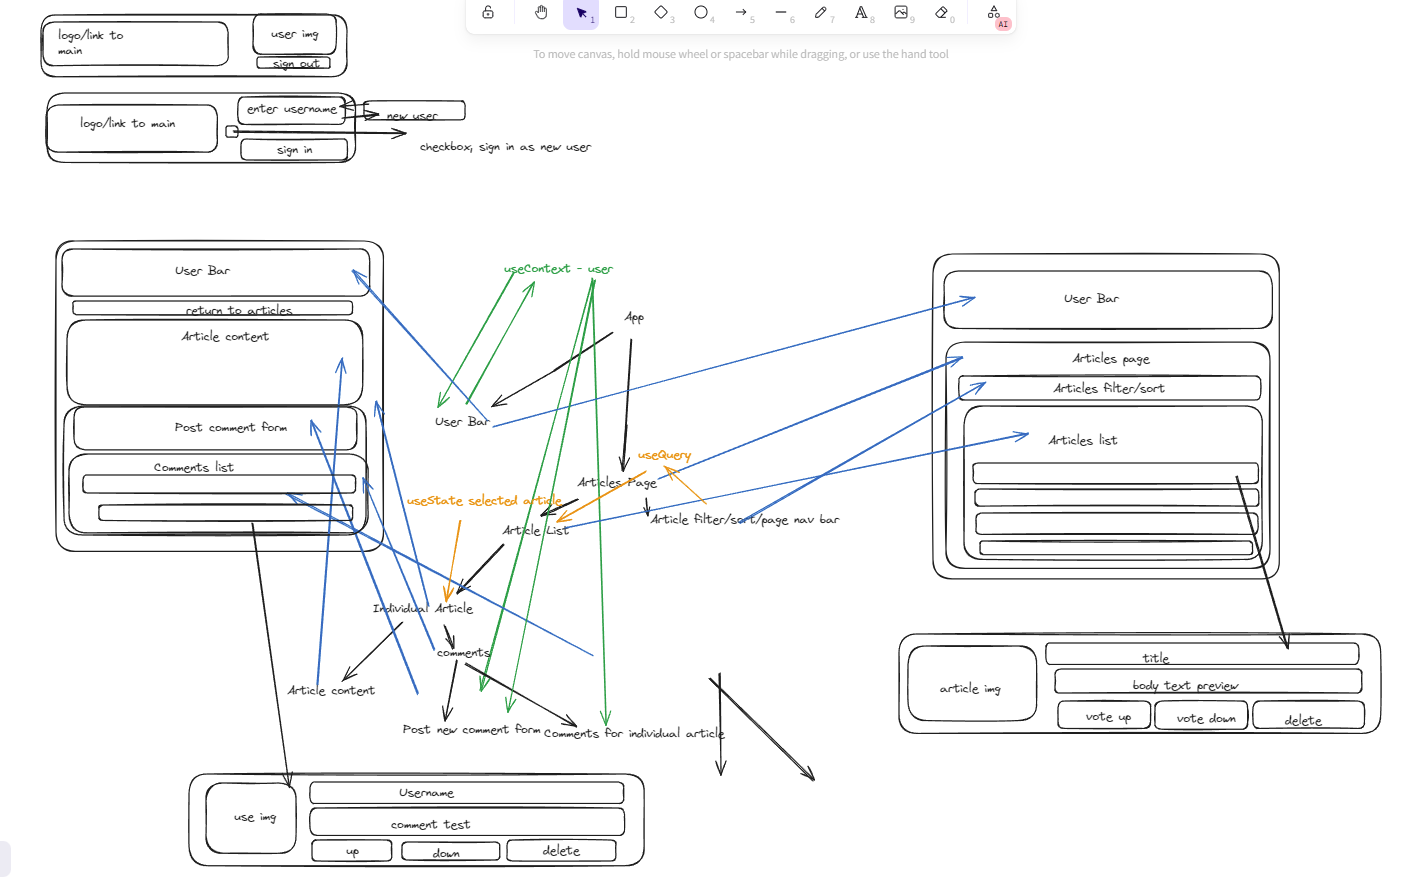 1
2
3
4
5
6
7
8
9
0
AI
To move canvas, hold mouse wheel or spacebar while dragging, or use the hand tool
logo/link to
main
user img
sign out
logo/link to main
enter username
new user
checkbox, sign in as new user
sign in
User Bar
return to articles
Article content
Post comment form
Comments list
useContext - user
App
User Bar
useQuery
Articles Page
useState selected article
Article List
Article filter/sort/page nav bar
Individual Article
comments
Article content
Post new comment form
Comments for individual article
User Bar
Articles page
Articles filter/sort
Articles list
article img
title
body text preview
vote up
vote down
delete
use img
Username
comment test
up
down
delete